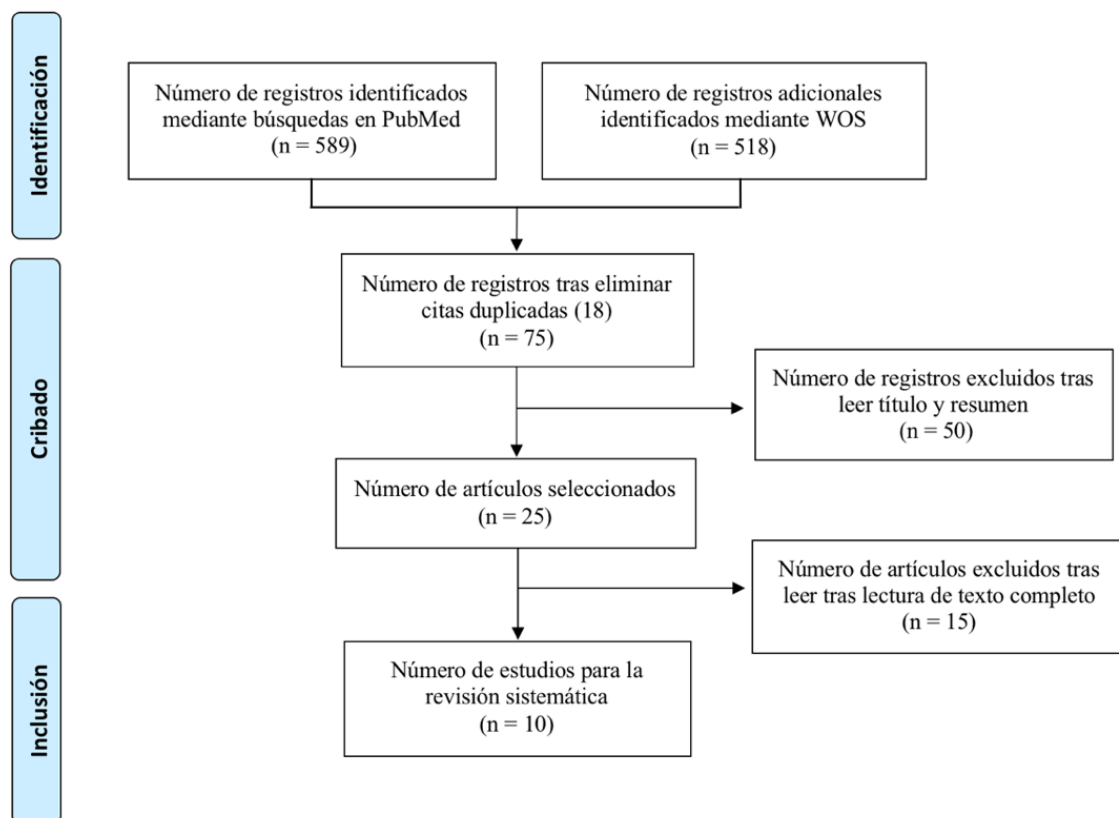 Identificación
Número de registros identificados
mediante búsquedas en PubMed
(n = 589)
Número de registros adicionales
identificados mediante WOS
(n = 518)
Cribado
Número de registros tras eliminar
citas duplicadas (18)
(n = 75)
Número de registros excluidos tras
leer título y resumen
(n = 50)
Número de artículos seleccionados
(n = 25)
Número de artículos excluidos tras
leer tras lectura de texto completo
(n = 15)
Inclusión
Número de estudios para la
revisión sistemática
(n = 10)